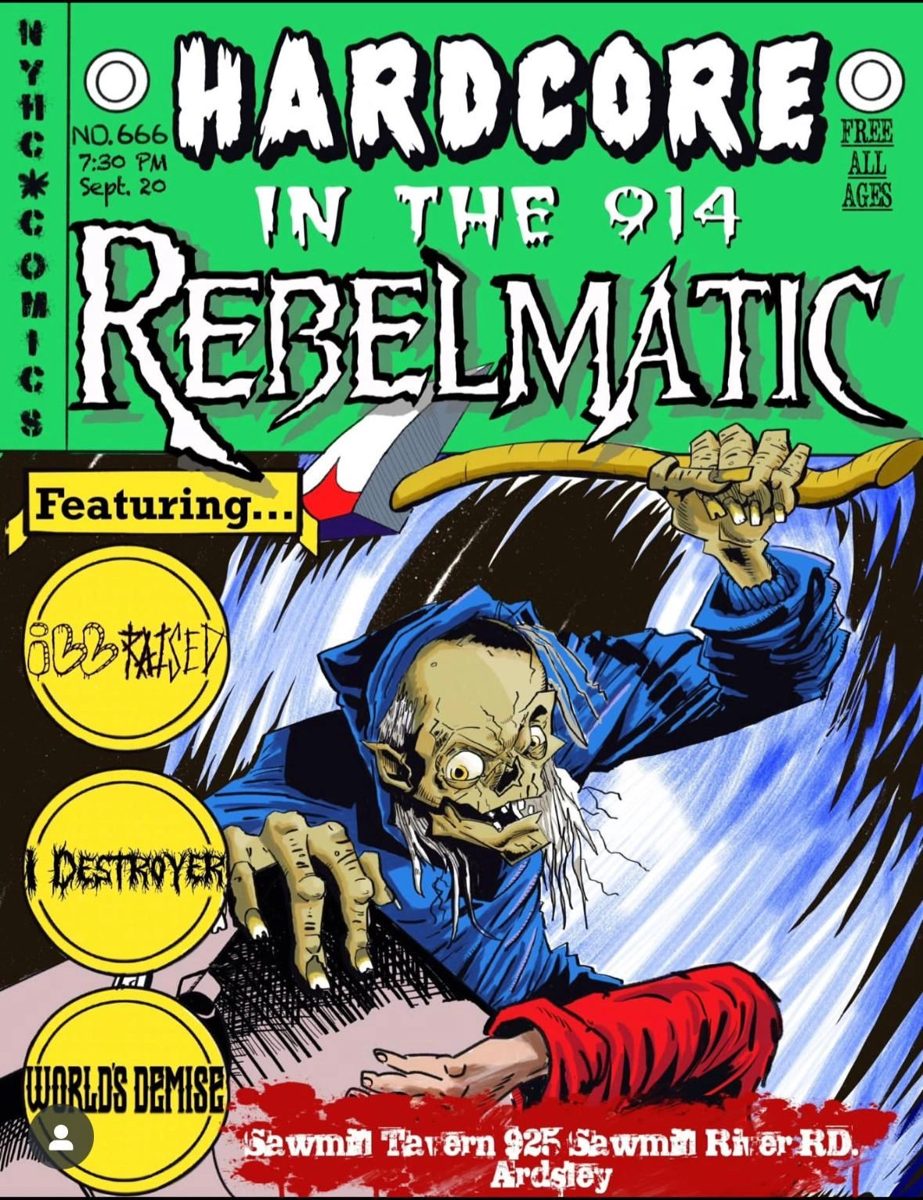 NYHC*COMICS
HARDCORE
IN THE 914
NO. 666
7:30 PM
Sept. 20
FREE
ALL
AGES
REBELMATIC
Featuring...
ill RAISED
I DESTROYER
WORLD'S DEMISE
Sawmill Tavern 925 Sawmill River RD.
Ardsley